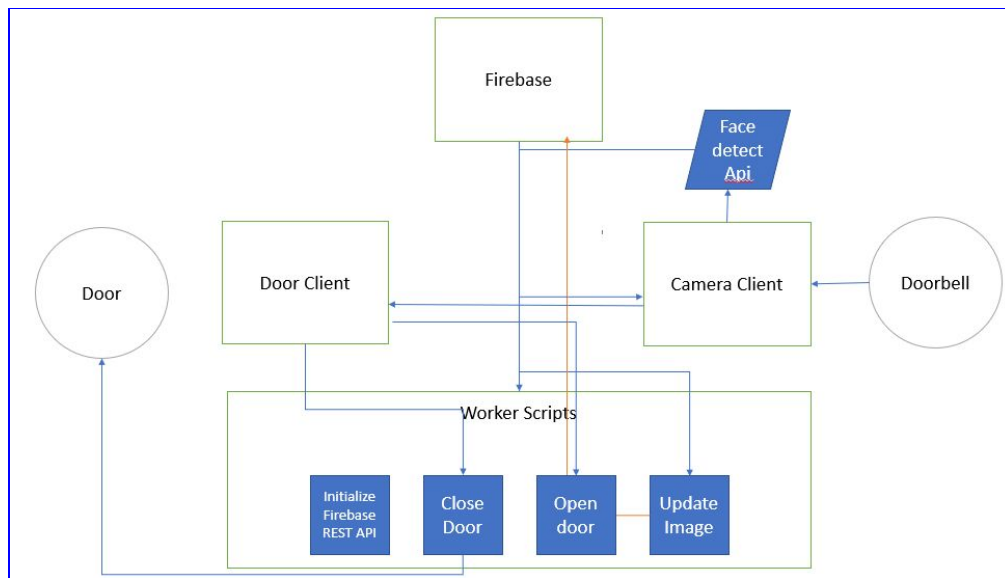 Firebase
Face
detect
Api
Door
Door Client
Camera Client
Doorbell
Worker Scripts
Initialize
Firebase
REST API
Close
Door
Open
door
Update
Image